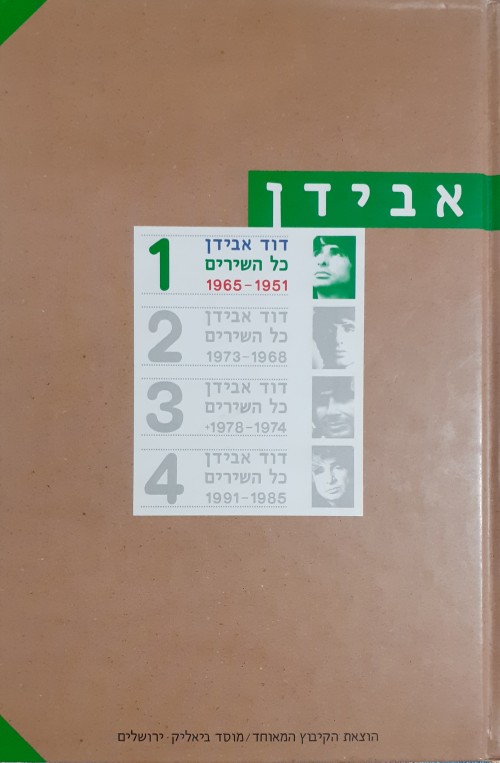 אבידן
1
דוד אבידן
כל השירים
1965-1951
2
דוד אבידן
כל השירים
1973-1968
3
דוד אבידן
כל השירים
+1978-1974
4
דוד אבידן
כל השירים
1991-1985
הוצאת הקיבוץ המאוחד/מוסד ביאליק · ירושלים